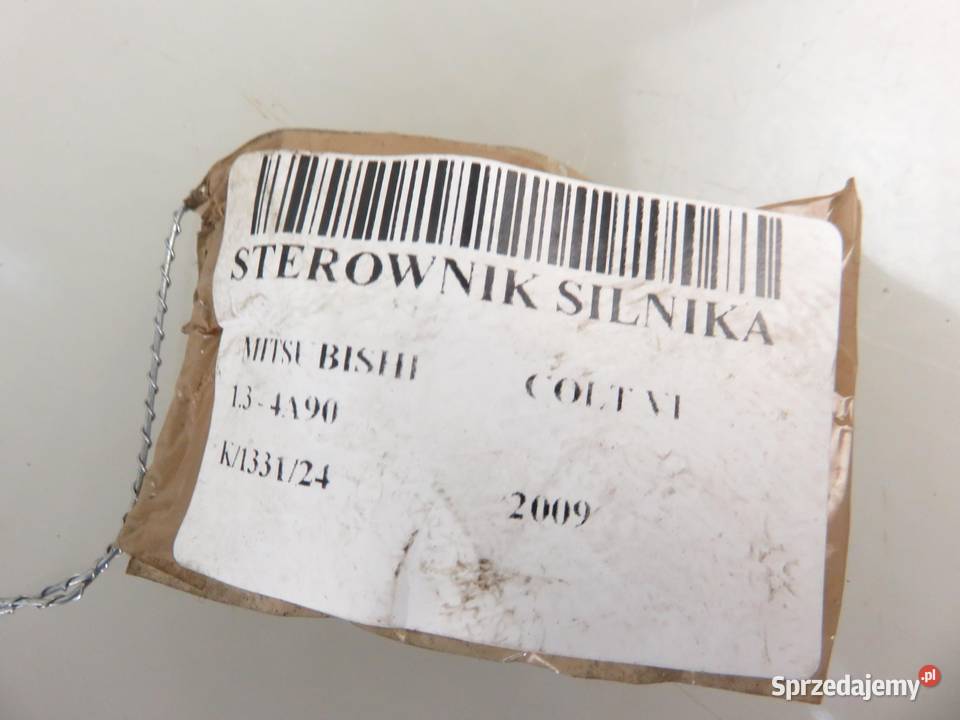 STEROWNIK SILNIKA
MITSUBISHI COLT VI
1.3-4A90
K/1331/24
2009
Sprzedajemy.pl